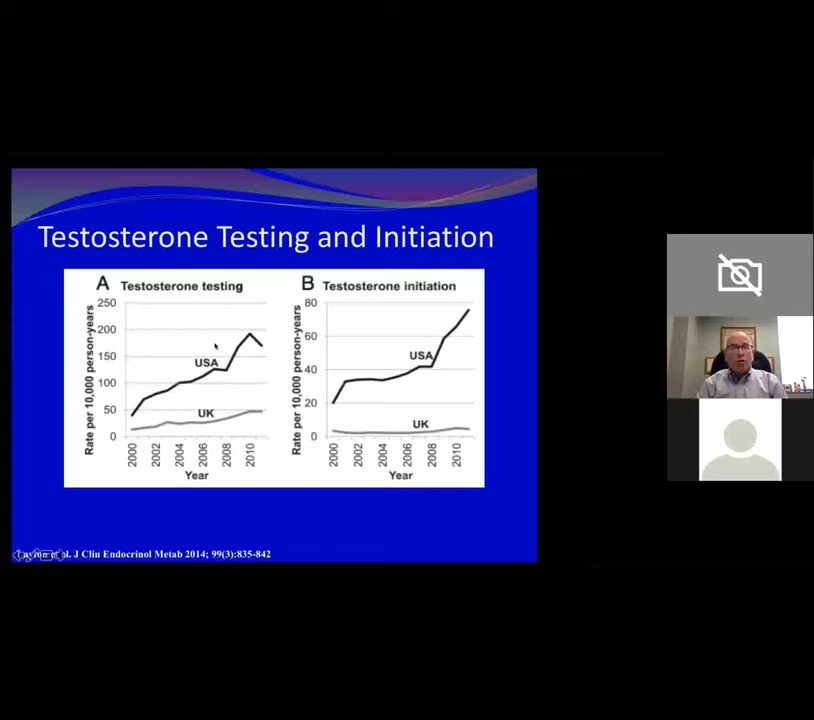 Testosterone Testing and Initiation
A Testosterone testing
Rate per 10,000 person-years
250
200
150
100
50
0
USA
UK
2000
2002
2004
2006
2008
2010
Year
B Testosterone initiation
Rate per 10,000 person-years
80
60
40
20
0
USA
UK
2000
2002
2004
2006
2008
2010
Year
J Clin Endocrinol Metab 2014; 99(3):835-842